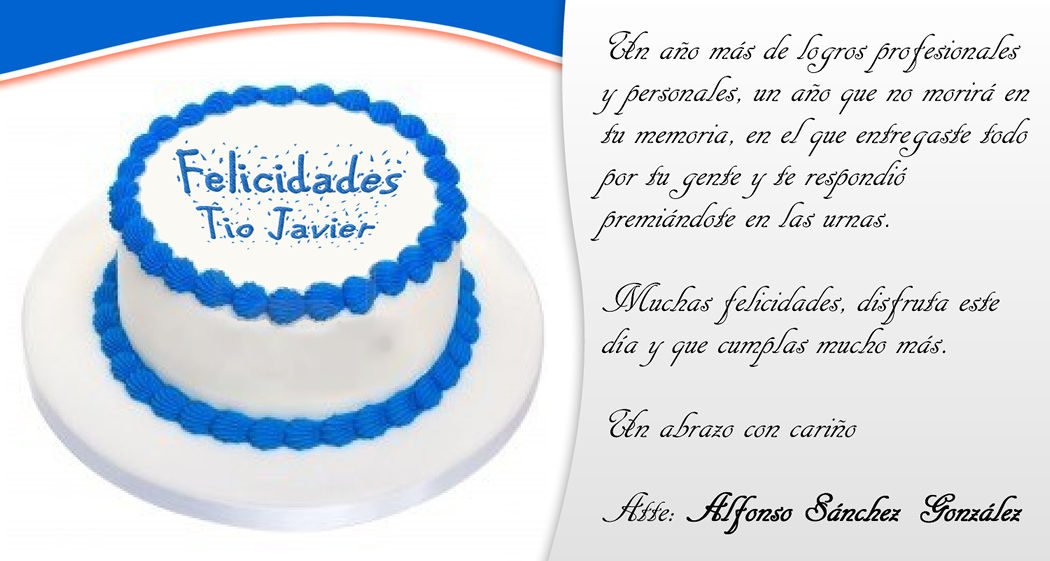 Felicidades
Tio Javier
Un año más de logros profesionales
y personales, un año que no morirá en
tu memoria, en el que entregaste todo
por tu gente y te respondió
premiándote en las urnas.
Muchas felicidades, disfruta este
día y que cumplas mucho más.
Un abrazo con cariño
Atte: Alfonso Sánchez González